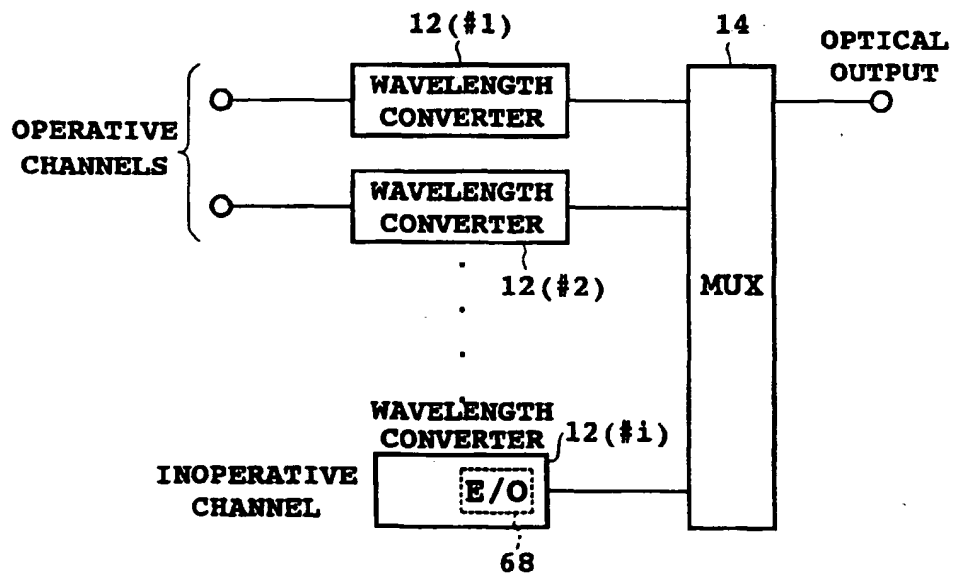 12(#1)
14
OPTICAL
OUTPUT
WAVELENGTH
CONVERTER
OPERATIVE
CHANNELS
WAVELENGTH
CONVERTER
12(#2)
MUX
WAVELENGTH
CONVERTER
12(#i)
INOPERATIVE
CHANNEL
E/O
68